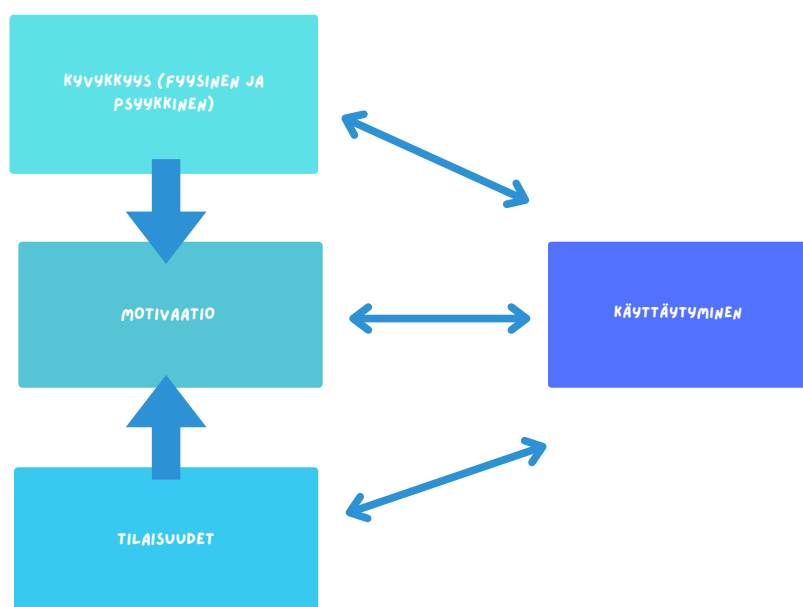 KYVYKKYYS (FYYSINEN JA
PSYYKKINEN)
MOTIVAATIO
KÄYTTÄYTYMINEN
TILAISUUDET